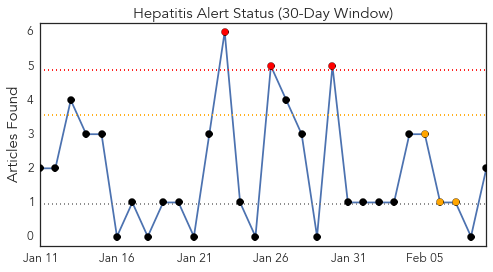 Hepatitis Alert Status (30-Day Window)
Articles Found
6
5
4
3
2
1
0
Jan 11 Jan 16 Jan 21 Jan 26 Jan 31 Feb 05